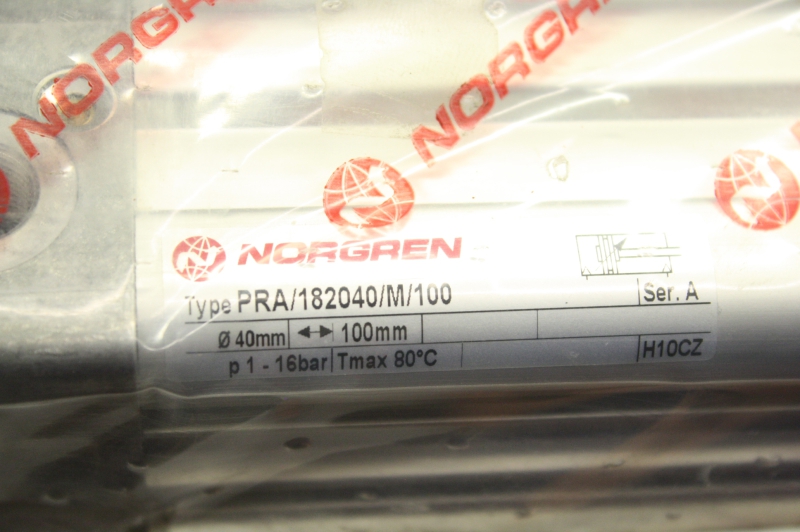 NORGREN
NORGREN
NORGREN
Type PRA/182040/M/100 Ser. A
Ø 40mm 100mm
p 1 - 16bar Tmax 80°C H10CZ